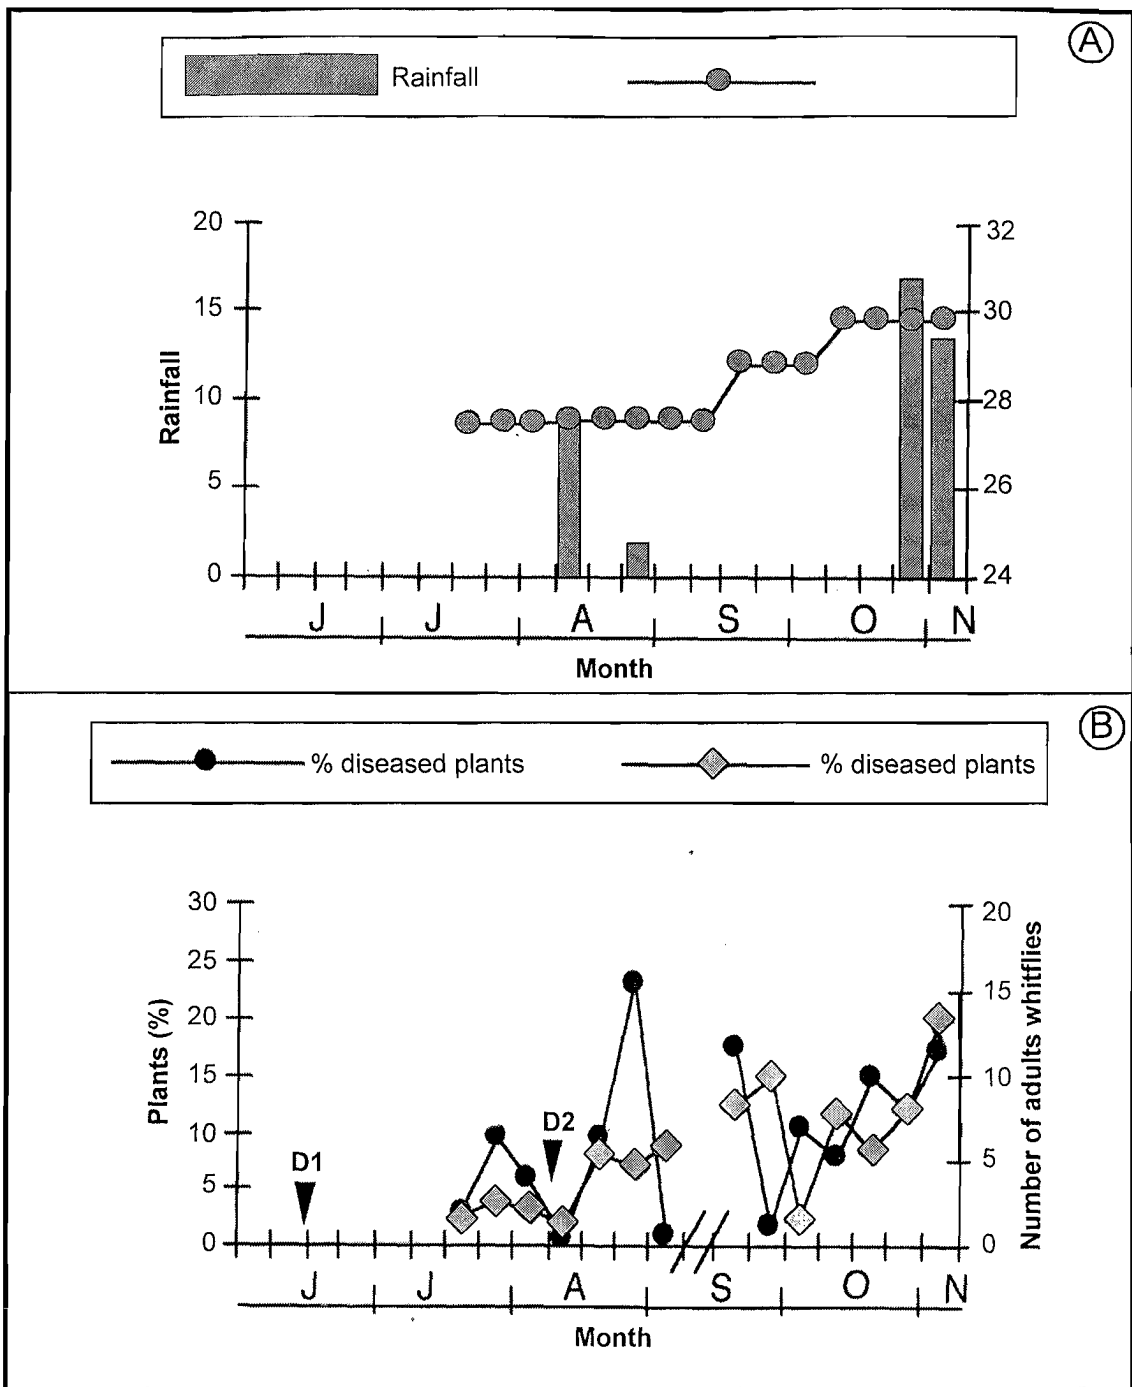 A
Rainfall
20
15
10
5
0
Rainfall
32
30
28
26
24
J J A S O N
Month
B
% diseased plants % diseased plants
30
25
20
15
10
5
0
Plants (%)
D1
D2
20
15
10
5
0
Number of adults whitflies
J J A S O N
Month